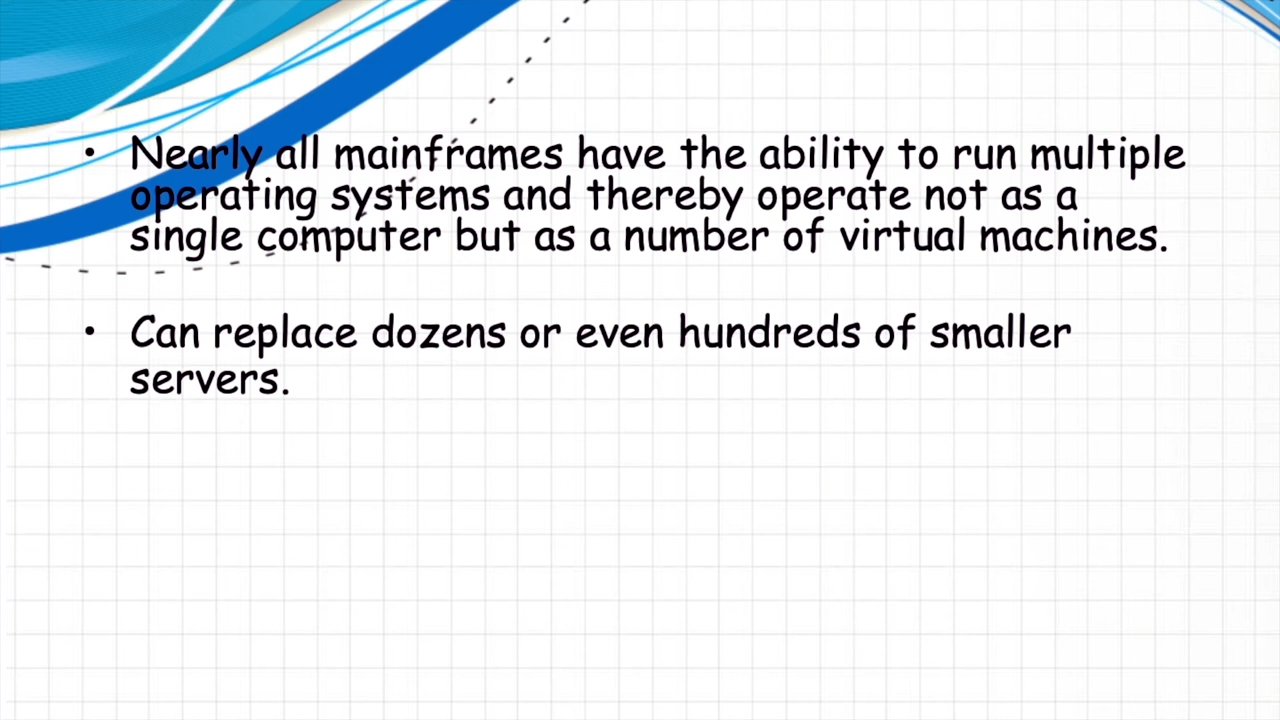 • Nearly all mainframes have the ability to run multiple
operating systems and thereby operate not as a
single computer but as a number of virtual machines.
• Can replace dozens or even hundreds of smaller
servers.